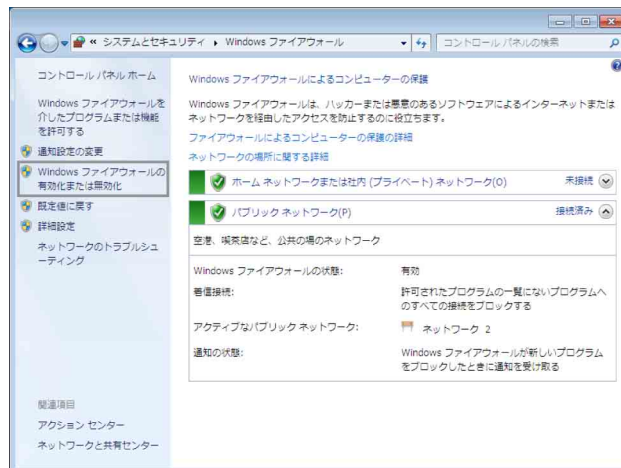 « システムとセキュリティ ▸ Windows ファイアウォール
コントロール パネルの検索
コントロール パネル ホーム
Windows ファイアウォールを
介したプログラムまたは機能
を許可する
通知設定の変更
Windows ファイアウォールの
有効化または無効化
既定値に戻す
詳細設定
ネットワークのトラブルシュ
ーティング
関連項目
アクション センター
ネットワークと共有センター
Windows ファイアウォールによるコンピューターの保護
Windows ファイアウォールは、ハッカーまたは悪意のあるソフトウェアによるインターネットまたは
ネットワークを経由したアクセスを防止するのに役立ちます。
ファイアウォールによるコンピューターの保護の詳細
ネットワークの場所に関する詳細
ホーム ネットワークまたは社内 (プライベート) ネットワーク(O) 未接続
パブリック ネットワーク(P) 接続済み
空港、喫茶店など、公共の場のネットワーク
Windows ファイアウォールの状態: 有効
着信接続: 許可されたプログラムの一覧にないプログラムへ
のすべての接続をブロックする
アクティブなパブリック ネットワーク: ネットワーク 2
通知の状態: Windows ファイアウォールが新しいプログラム
をブロックしたときに通知を受け取る